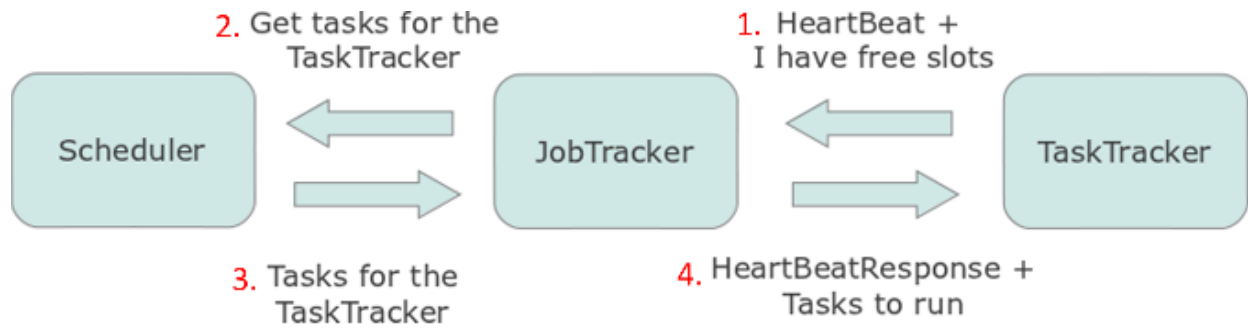 2. Get tasks for the
TaskTracker
1. HeartBeat +
I have free slots
Scheduler
JobTracker
TaskTracker
3. Tasks for the
TaskTracker
4. HeartBeatResponse +
Tasks to run